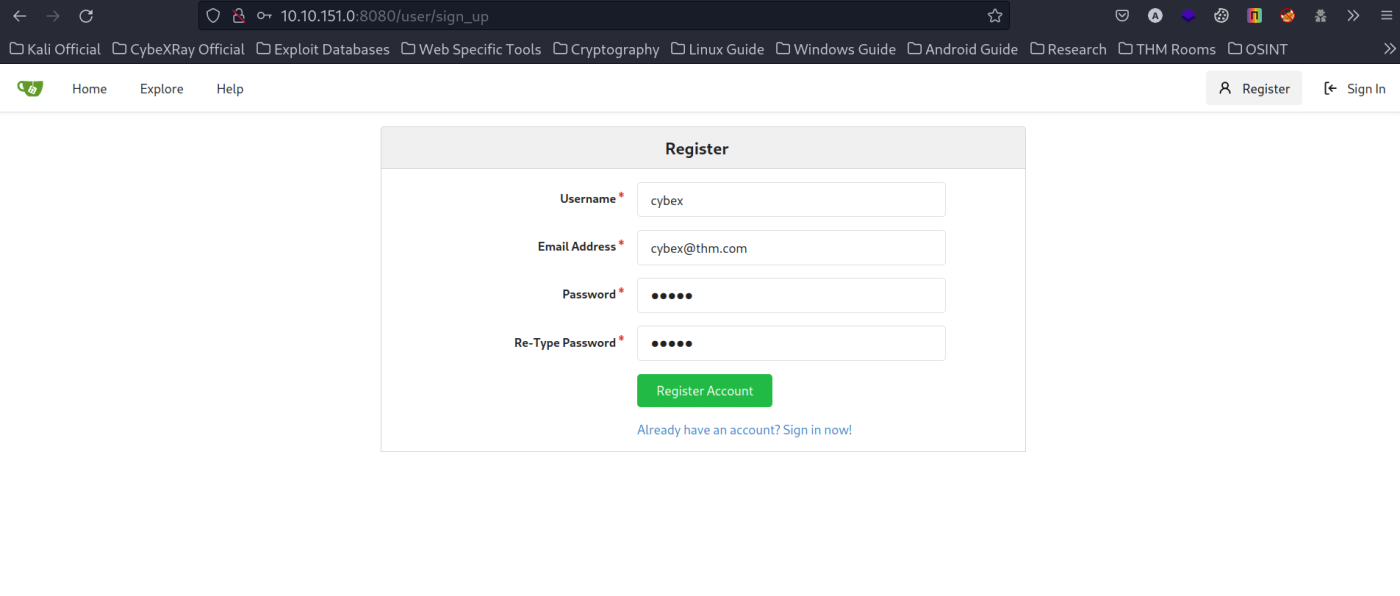 10.10.151.0:8080/user/sign_up
Kali Official CybeXRay Official Exploit Databases Web Specific Tools Cryptography Linux Guide Windows Guide Android Guide Research THM Rooms OSINT
Home Explore Help Register Sign In
Register
Username * cybex
Email Address * cybex@thm.com
Password * ●●●●●
Re-Type Password * ●●●●●
Register Account
Already have an account? Sign in now!